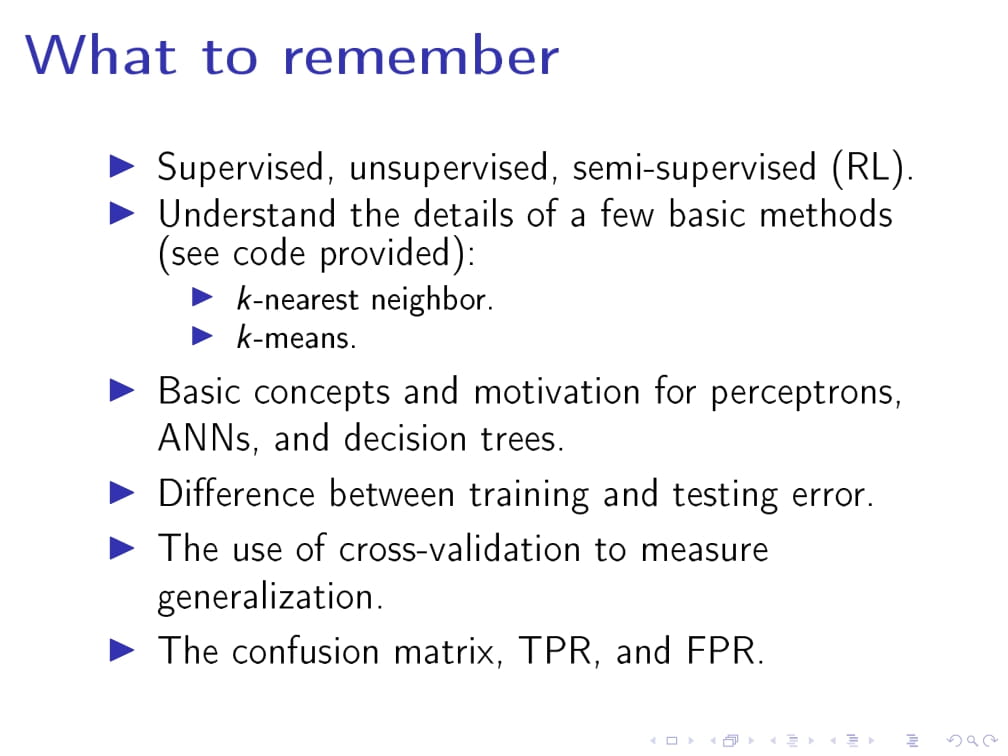 What to remember
Supervised, unsupervised, semi-supervised (RL).
Understand the details of a few basic methods
(see code provided):
k-nearest neighbor.
k-means.
Basic concepts and motivation for perceptrons,
ANNs, and decision trees.
Difference between training and testing error.
The use of cross-validation to measure
generalization.
The confusion matrix, TPR, and FPR.